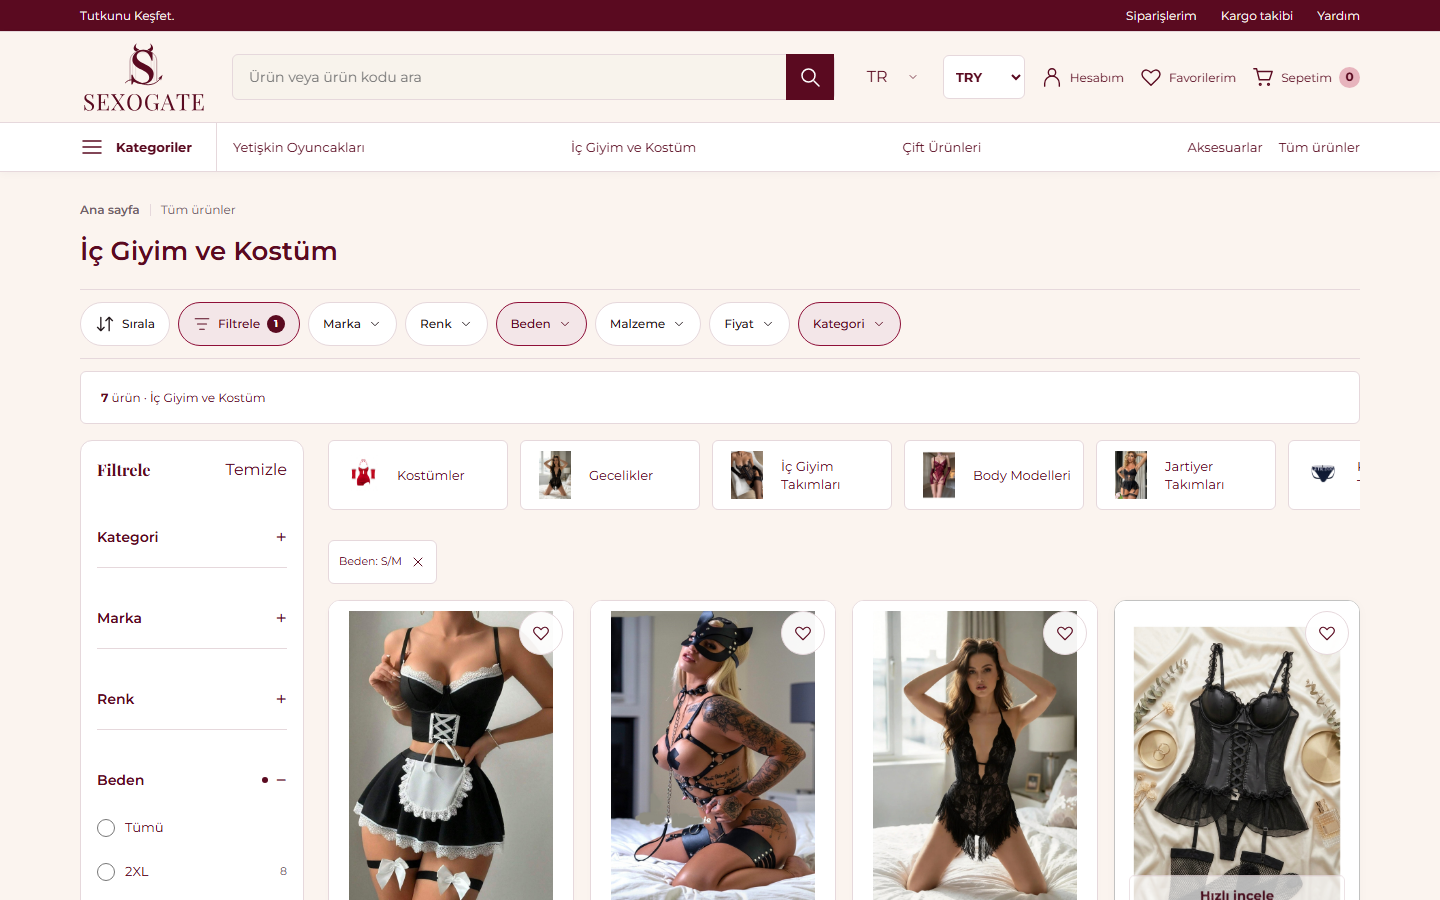 Tutkunu Keşfet.
Siparişlerim
Kargo takibi
Yardım
S
SEXOGATE
Ürün veya ürün kodu ara
TR
TRY
Hesabım
Favorilerim
Sepetim 0
Kategoriler
Yetişkin Oyuncakları
İç Giyim ve Kostüm
Çift Ürünleri
Aksesuarlar
Tüm ürünler
Ana sayfa
Tüm ürünler
İç Giyim ve Kostüm
Sırala
Filtrele 1
Marka
Renk
Beden
Malzeme
Fiyat
Kategori
7 ürün · İç Giyim ve Kostüm
Filtrele
Temizle
Kategori +
Marka +
Renk +
Beden • −
Tümü
2XL 8
Kostümler
Gecelikler
İç Giyim
Takımları
Body Modelleri
Jartiyer
Takımları
Beden: S/M
Hızlı incele